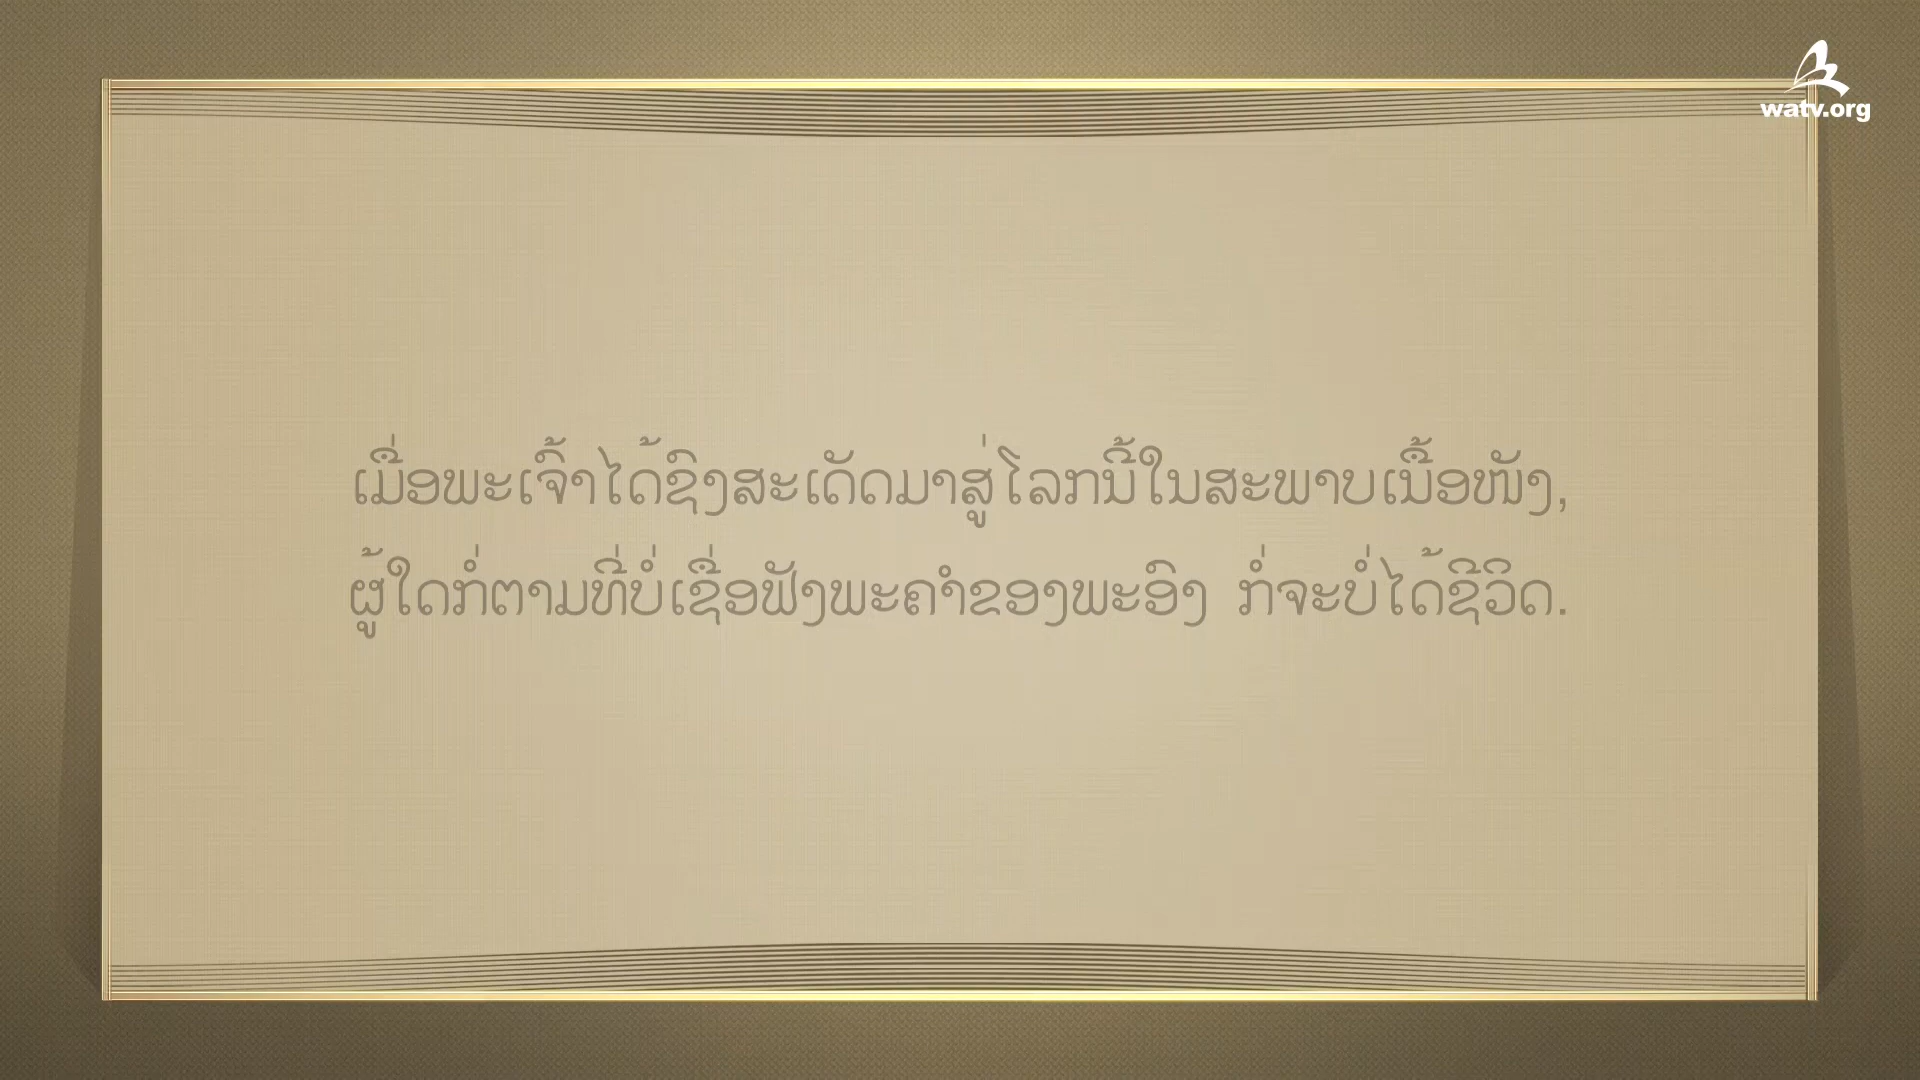 watv.org
ເມື່ອພະເຈົ້າໄດ້ຊົງສະເດັດມາສູ່ໂລກນີ້ໃນສະພາບເນື້ອໜັງ,
ຜູ້ໃດກໍ່ຕາມທີ່ບໍ່ເຊື່ອຟັງພະຄຳຂອງພະອົງ ກໍ່ຈະບໍ່ໄດ້ຊີວິດ.